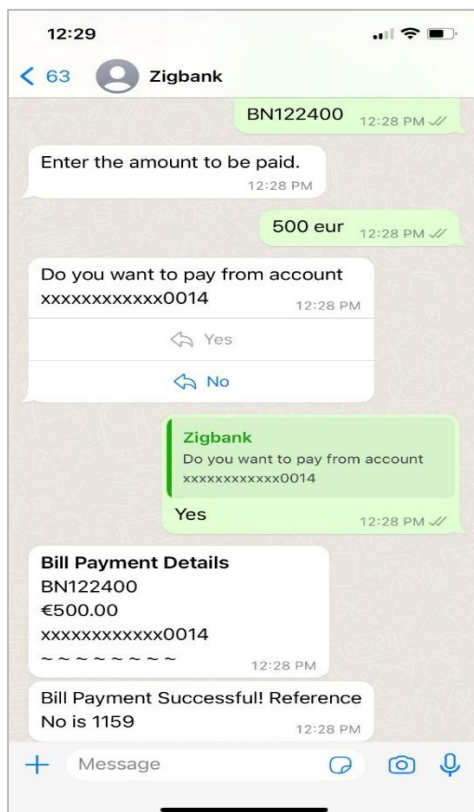 12:29
63 Zigbank
BN122400 12:28 PM
Enter the amount to be paid.
12:28 PM
500 eur 12:28 PM
Do you want to pay from account
xxxxxxxxxxxx0014 12:28 PM
Yes
No
Zigbank
Do you want to pay from account
xxxxxxxxxxxx0014
Yes 12:28 PM
Bill Payment Details
BN122400
€500.00
xxxxxxxxxxxx0014
~ ~ ~ ~ ~ ~ ~ ~ 12:28 PM
Bill Payment Successful! Reference
No is 1159 12:28 PM
Message